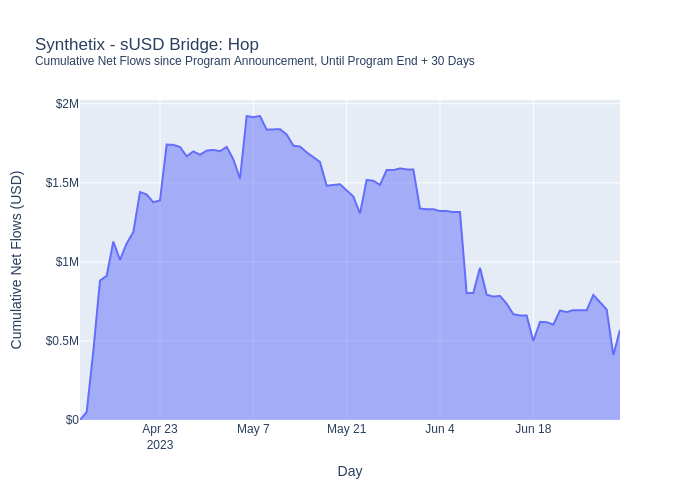 Synthetix - sUSD Bridge: Hop
Cumulative Net Flows since Program Announcement, Until Program End + 30 Days
Cumulative Net Flows (USD)
$2M
$1.5M
$1M
$0.5M
$0
Apr 23
2023
May 7
May 21
Jun 4
Jun 18
Day